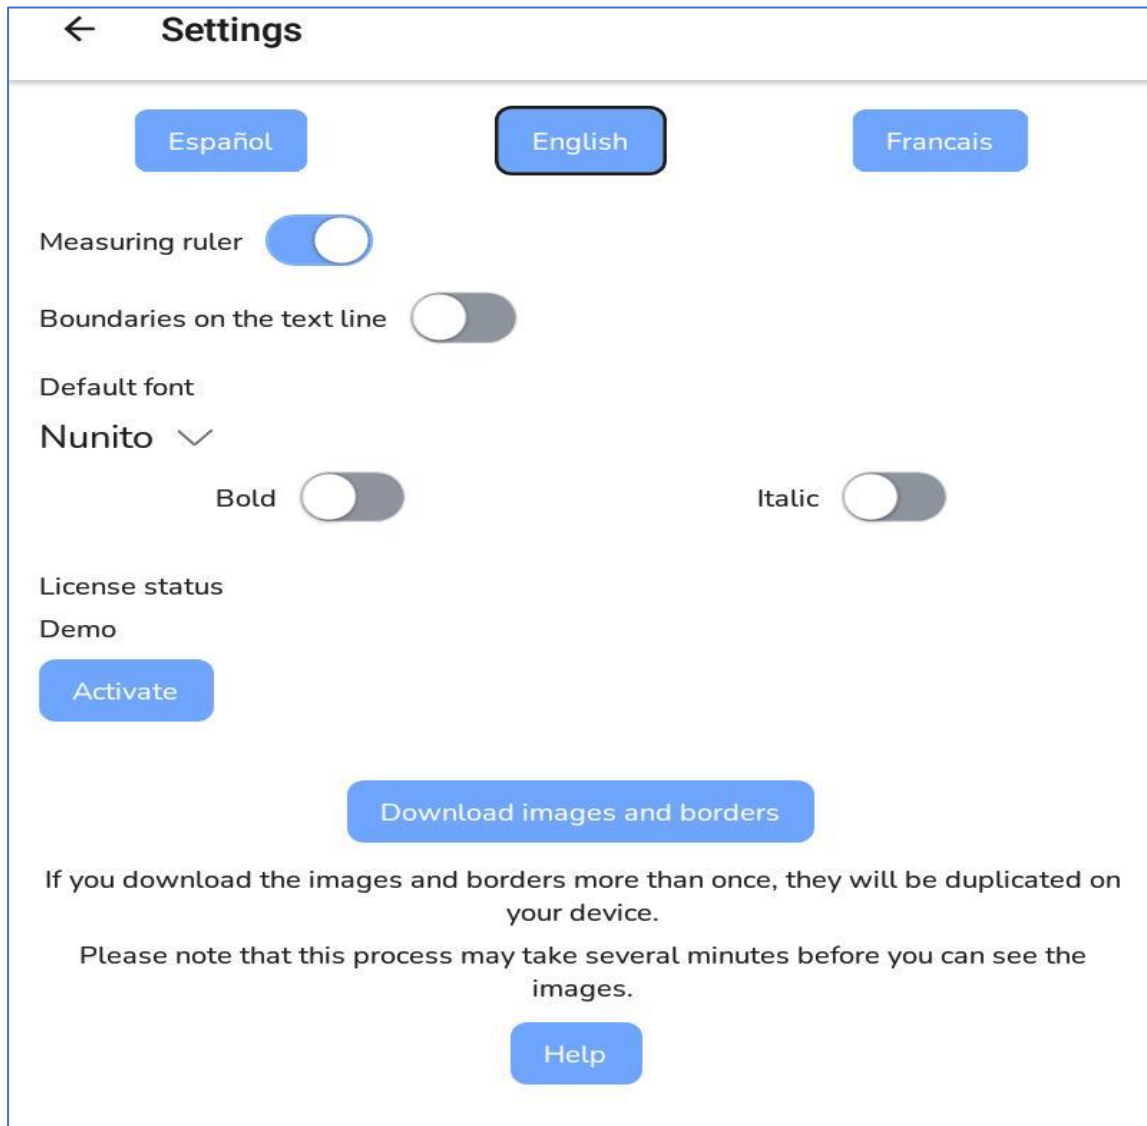 Settings
Español English Francais
Measuring ruler
Boundaries on the text line
Default font
Nunito
Bold Italic
License status
Demo
Activate
Download images and borders
If you download the images and borders more than once, they will be duplicated on
your device.
Please note that this process may take several minutes before you can see the
images.
Help